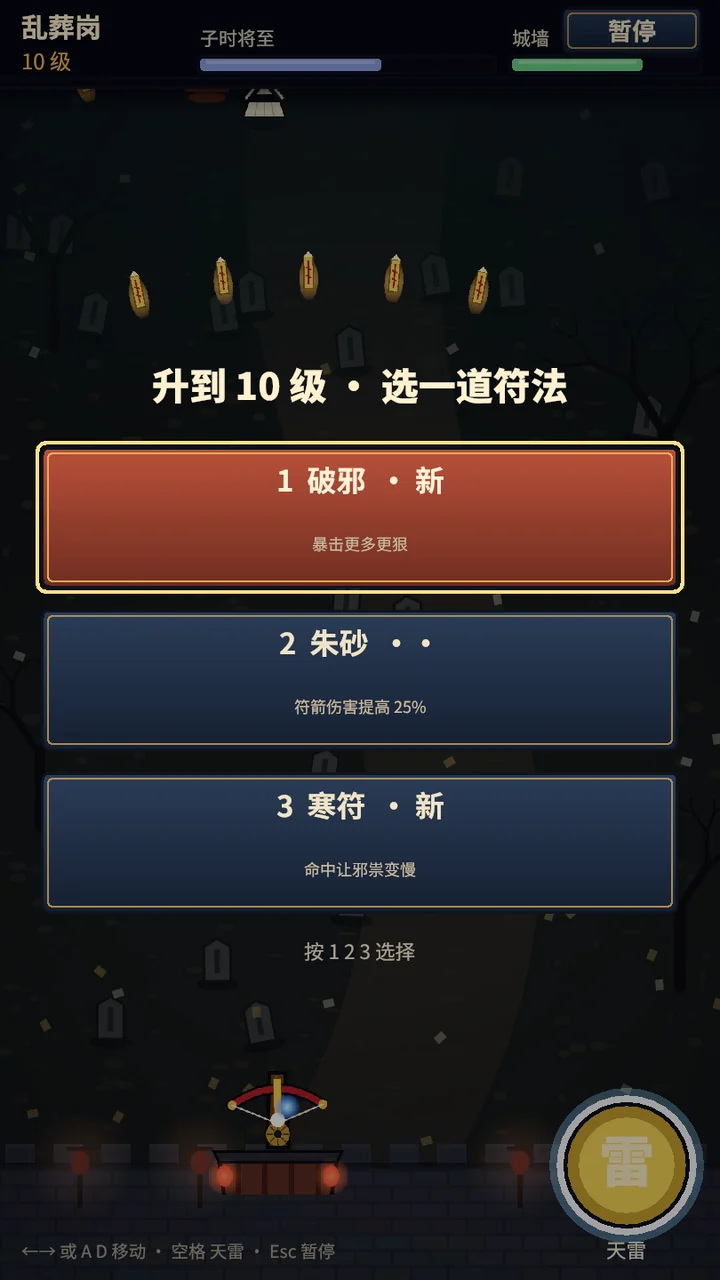 乱葬岗
10 级
子时将至
城墙
暂停
升到 10 级 · 选一道符法
1 破邪 · 新
暴击更多更狠
2 朱砂 · ·
符箭伤害提高 25%
3 寒符 · 新
命中让邪祟变慢
按 1 2 3 选择
雷
天雷
←→ 或 A D 移动 · 空格 天雷 · Esc 暂停